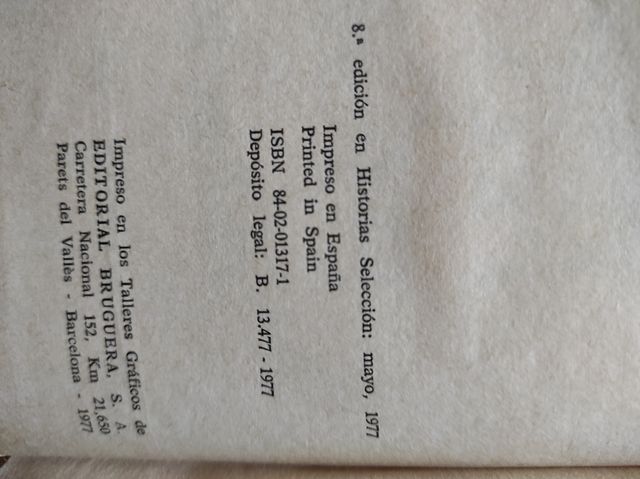 8.ª edición en Historias Selección: mayo, 1977
Impreso en España
Printed in Spain
ISBN 84-02-01317-1
Depósito legal: B. 13.477 - 1977
Impreso en los Talleres Gráficos de
EDITORIAL BRUGUERA, S. A.
Carretera Nacional 152, Km 21,650
Parets del Vallès - Barcelona - 1977